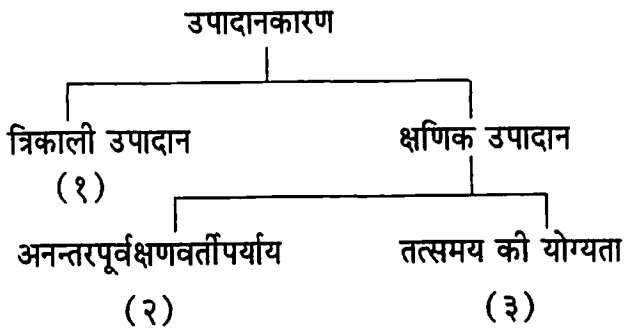 उपादानकारण
त्रिकाली उपादान क्षणिक उपादान
(१)
अनन्तरपूर्वक्षणवर्तीपर्याय तत्समय की योग्यता
(२) (३)